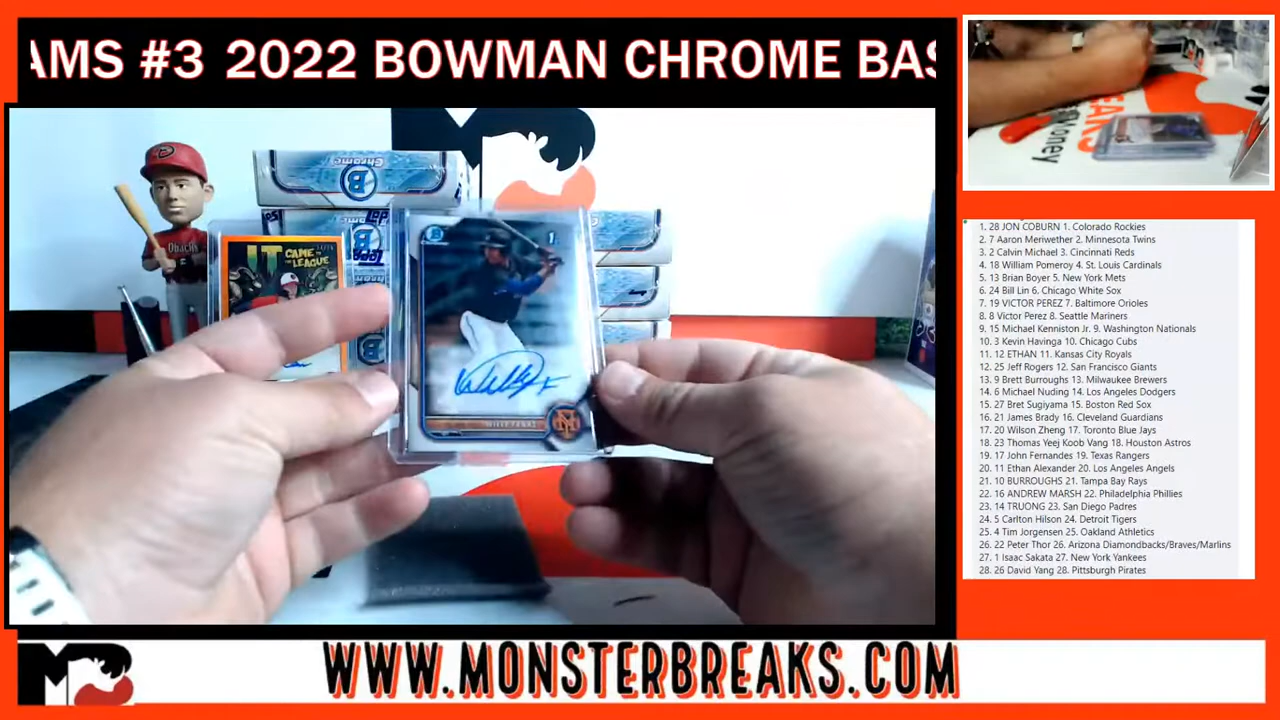 AMS #3 2022 BOWMAN CHROME BAS
Chrome
B
IT
CAME TO THE
LEAGUE
B
1
NY
Money
1. 28 JON COBURN 1. Colorado Rockies
2. 7 Aaron Meriwether 2. Minnesota Twins
3. 2 Calvin Michael 3. Cincinnati Reds
4. 18 William Pomeroy 4. St. Louis Cardinals
5. 13 Brian Boyer 5. New York Mets
6. 24 Bill Lin 6. Chicago White Sox
7. 19 VICTOR PEREZ 7. Baltimore Orioles
8. 8 Victor Perez 8. Seattle Mariners
9. 15 Michael Kenniston Jr. 9. Washington Nationals
10. 3 Kevin Havinga 10. Chicago Cubs
11. 12 ETHAN 11. Kansas City Royals
12. 25 Jeff Rogers 12. San Francisco Giants
13. 9 Brett Burroughs 13. Milwaukee Brewers
14. 6 Michael Nuding 14. Los Angeles Dodgers
15. 27 Bret Sugiyama 15. Boston Red Sox
16. 21 James Brady 16. Cleveland Guardians
17. 20 Wilson Zheng 17. Toronto Blue Jays
18. 23 Thomas Yeej Koob Vang 18. Houston Astros
19. 17 John Fernandes 19. Texas Rangers
20. 11 Ethan Alexander 20. Los Angeles Angels
21. 10 BURROUGHS 21. Tampa Bay Rays
22. 16 ANDREW MARSH 22. Philadelphia Phillies
23. 14 TRUONG 23. San Diego Padres
24. 5 Carlton Hilson 24. Detroit Tigers
25. 4 Tim Jorgensen 25. Oakland Athletics
26. 22 Peter Thor 26. Arizona Diamondbacks/Braves/Marlins
27. 1 Isaac Sakata 27. New York Yankees
28. 26 David Yang 28. Pittsburgh Pirates
WWW.MONSTERBREAKS.COM